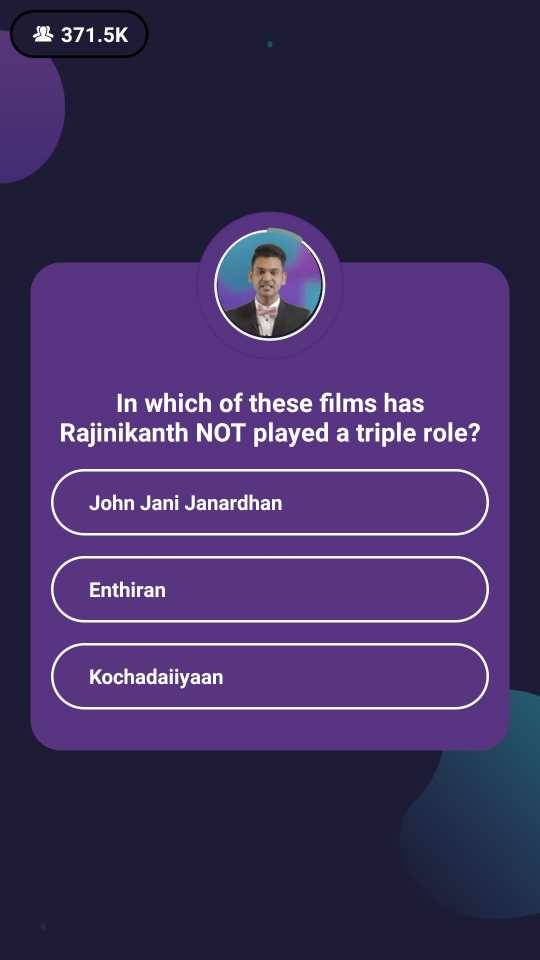 371.5K
In which of these films has
Rajinikanth NOT played a triple role?
John Jani Janardhan
Enthiran
Kochadaiiyaan